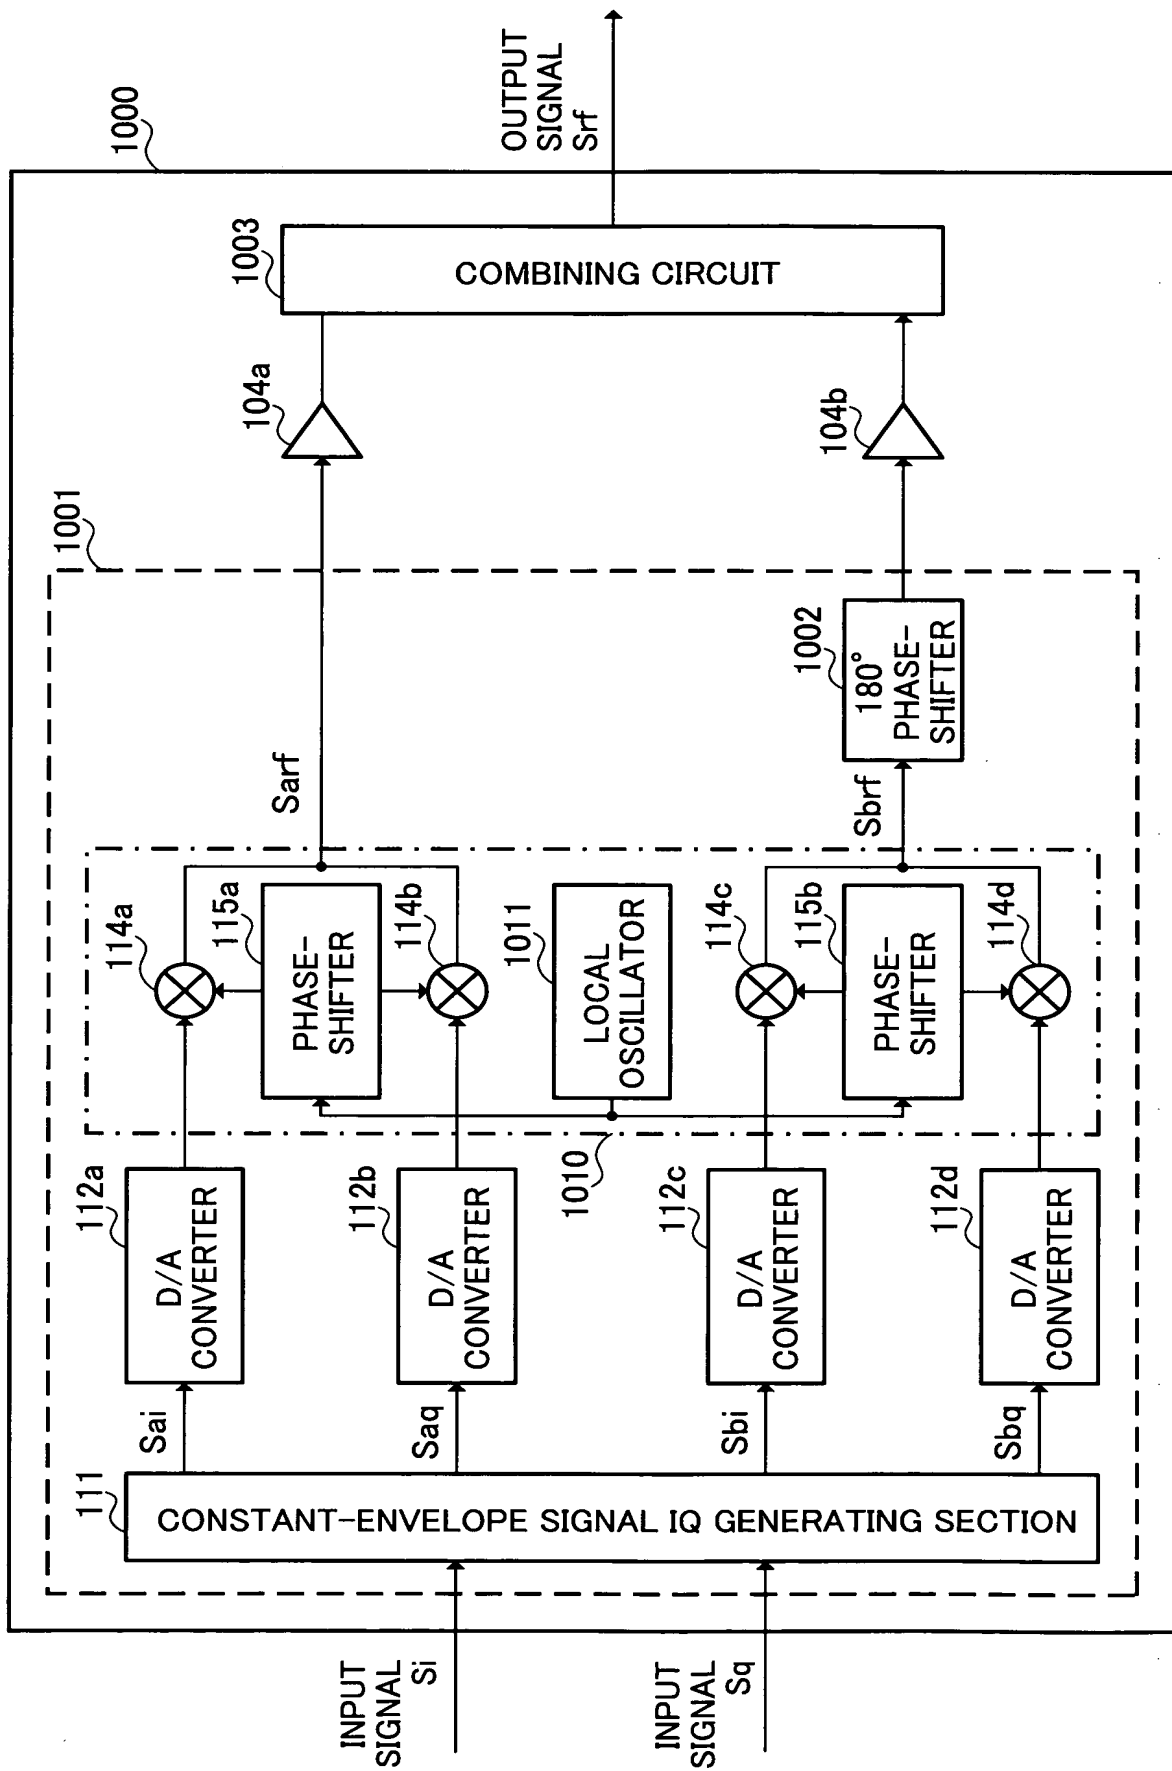 1000
1001
INPUT
SIGNAL
Si
INPUT
SIGNAL
Sq
111
CONSTANT-ENVELOPE SIGNAL IQ GENERATING SECTION
Sai
Saq
Sbi
Sbq
112a
D/A
CONVERTER
112b
D/A
CONVERTER
112c
D/A
CONVERTER
112d
D/A
CONVERTER
1010
114a
115a
PHASE-
SHIFTER
114b
1011
LOCAL
OSCILLATOR
114c
115b
PHASE-
SHIFTER
114d
Sarf
Sbrf
1002
180°
PHASE-
SHIFTER
104a
104b
1003
COMBINING CIRCUIT
OUTPUT
SIGNAL
Srf